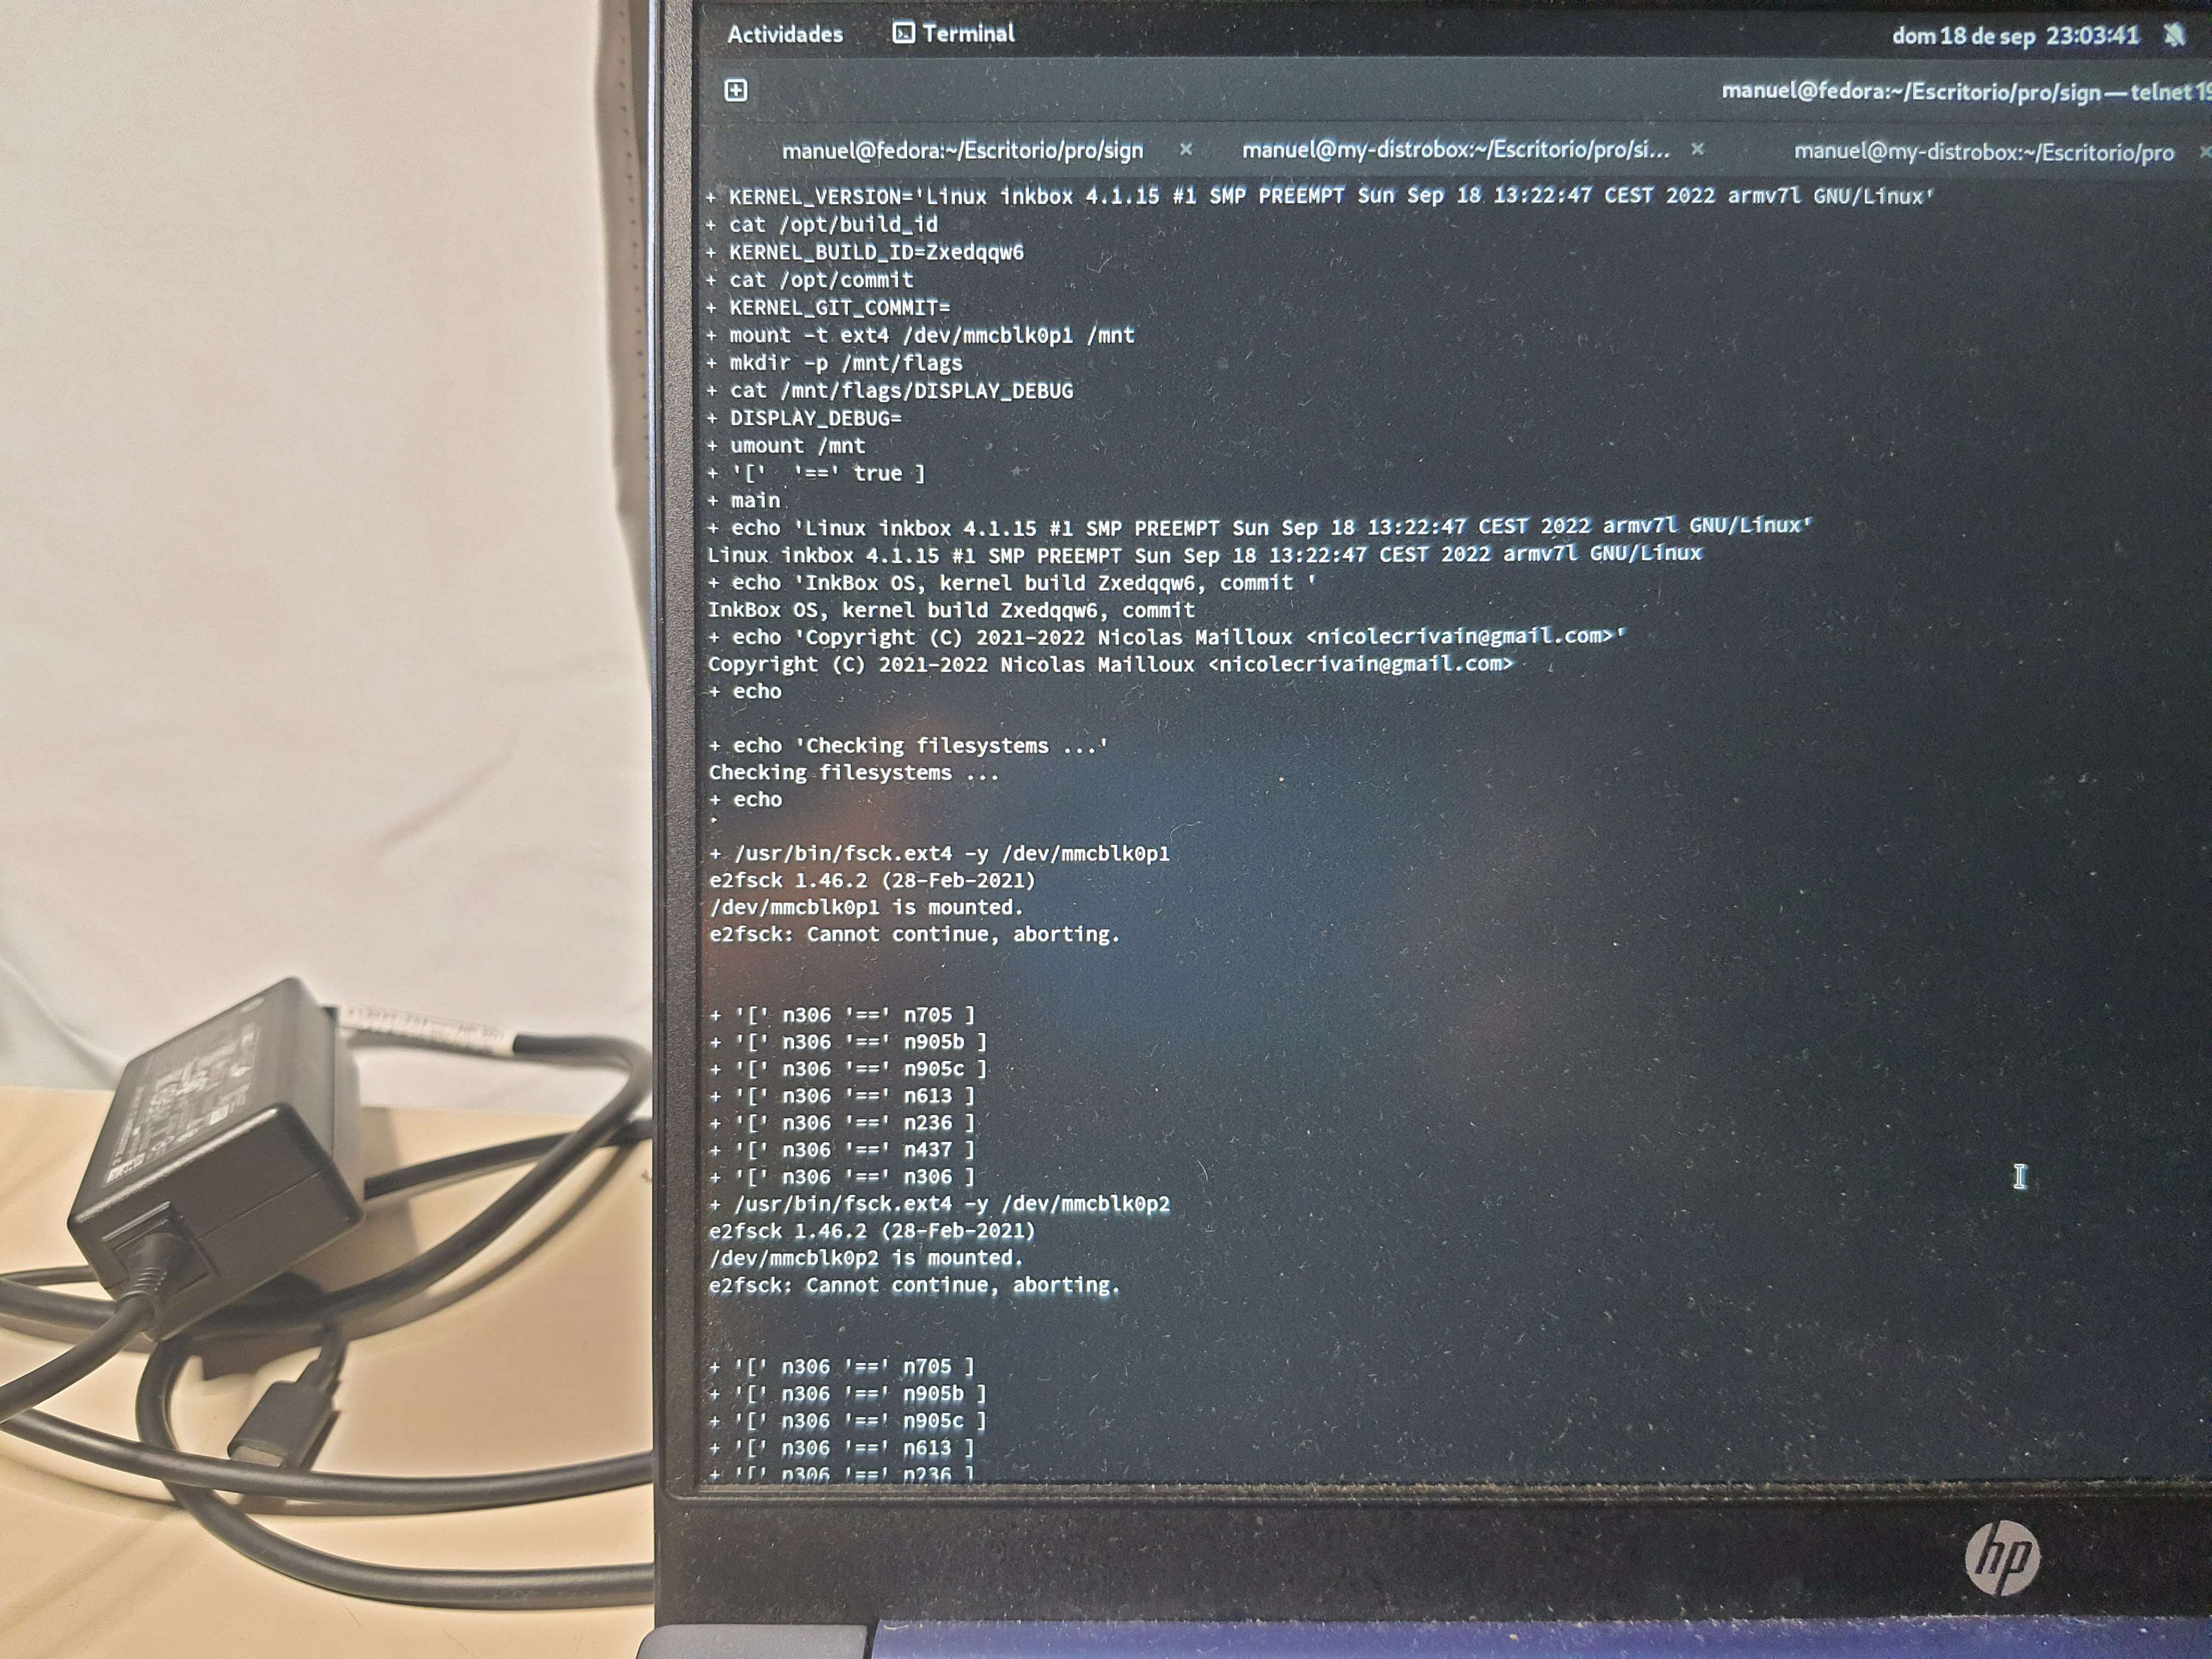 Actividades Terminal dom 18 de sep 23:03:41
manuel@fedora:~/Escritorio/pro/sign — telnet 19
manuel@fedora:~/Escritorio/pro/sign × manuel@my-distrobox:~/Escritorio/pro/si... × manuel@my-distrobox:~/Escritorio/pro ×
+ KERNEL_VERSION='Linux inkbox 4.1.15 #1 SMP PREEMPT Sun Sep 18 13:22:47 CEST 2022 armv7l GNU/Linux'
+ cat /opt/build_id
+ KERNEL_BUILD_ID=Zxedqqw6
+ cat /opt/commit
+ KERNEL_GIT_COMMIT=
+ mount -t ext4 /dev/mmcblk0p1 /mnt
+ mkdir -p /mnt/flags
+ cat /mnt/flags/DISPLAY_DEBUG
+ DISPLAY_DEBUG=
+ umount /mnt
+ '[' '==' true ]
+ main
+ echo 'Linux inkbox 4.1.15 #1 SMP PREEMPT Sun Sep 18 13:22:47 CEST 2022 armv7l GNU/Linux'
Linux inkbox 4.1.15 #1 SMP PREEMPT Sun Sep 18 13:22:47 CEST 2022 armv7l GNU/Linux
+ echo 'InkBox OS, kernel build Zxedqqw6, commit '
InkBox OS, kernel build Zxedqqw6, commit
+ echo 'Copyright (C) 2021-2022 Nicolas Mailloux <nicolecrivain@gmail.com>'
Copyright (C) 2021-2022 Nicolas Mailloux <nicolecrivain@gmail.com>
+ echo
+ echo 'Checking filesystems ...'
Checking filesystems ...
+ echo
+ /usr/bin/fsck.ext4 -y /dev/mmcblk0p1
e2fsck 1.46.2 (28-Feb-2021)
/dev/mmcblk0p1 is mounted.
e2fsck: Cannot continue, aborting.
+ '[' n306 '==' n705 ]
+ '[' n306 '==' n905b ]
+ '[' n306 '==' n905c ]
+ '[' n306 '==' n613 ]
+ '[' n306 '==' n236 ]
+ '[' n306 '==' n437 ]
+ '[' n306 '==' n306 ]
+ /usr/bin/fsck.ext4 -y /dev/mmcblk0p2
e2fsck 1.46.2 (28-Feb-2021)
/dev/mmcblk0p2 is mounted.
e2fsck: Cannot continue, aborting.
+ '[' n306 '==' n705 ]
+ '[' n306 '==' n905b ]
+ '[' n306 '==' n905c ]
+ '[' n306 '==' n613 ]
+ '[' n306 '==' n236 ]
hp